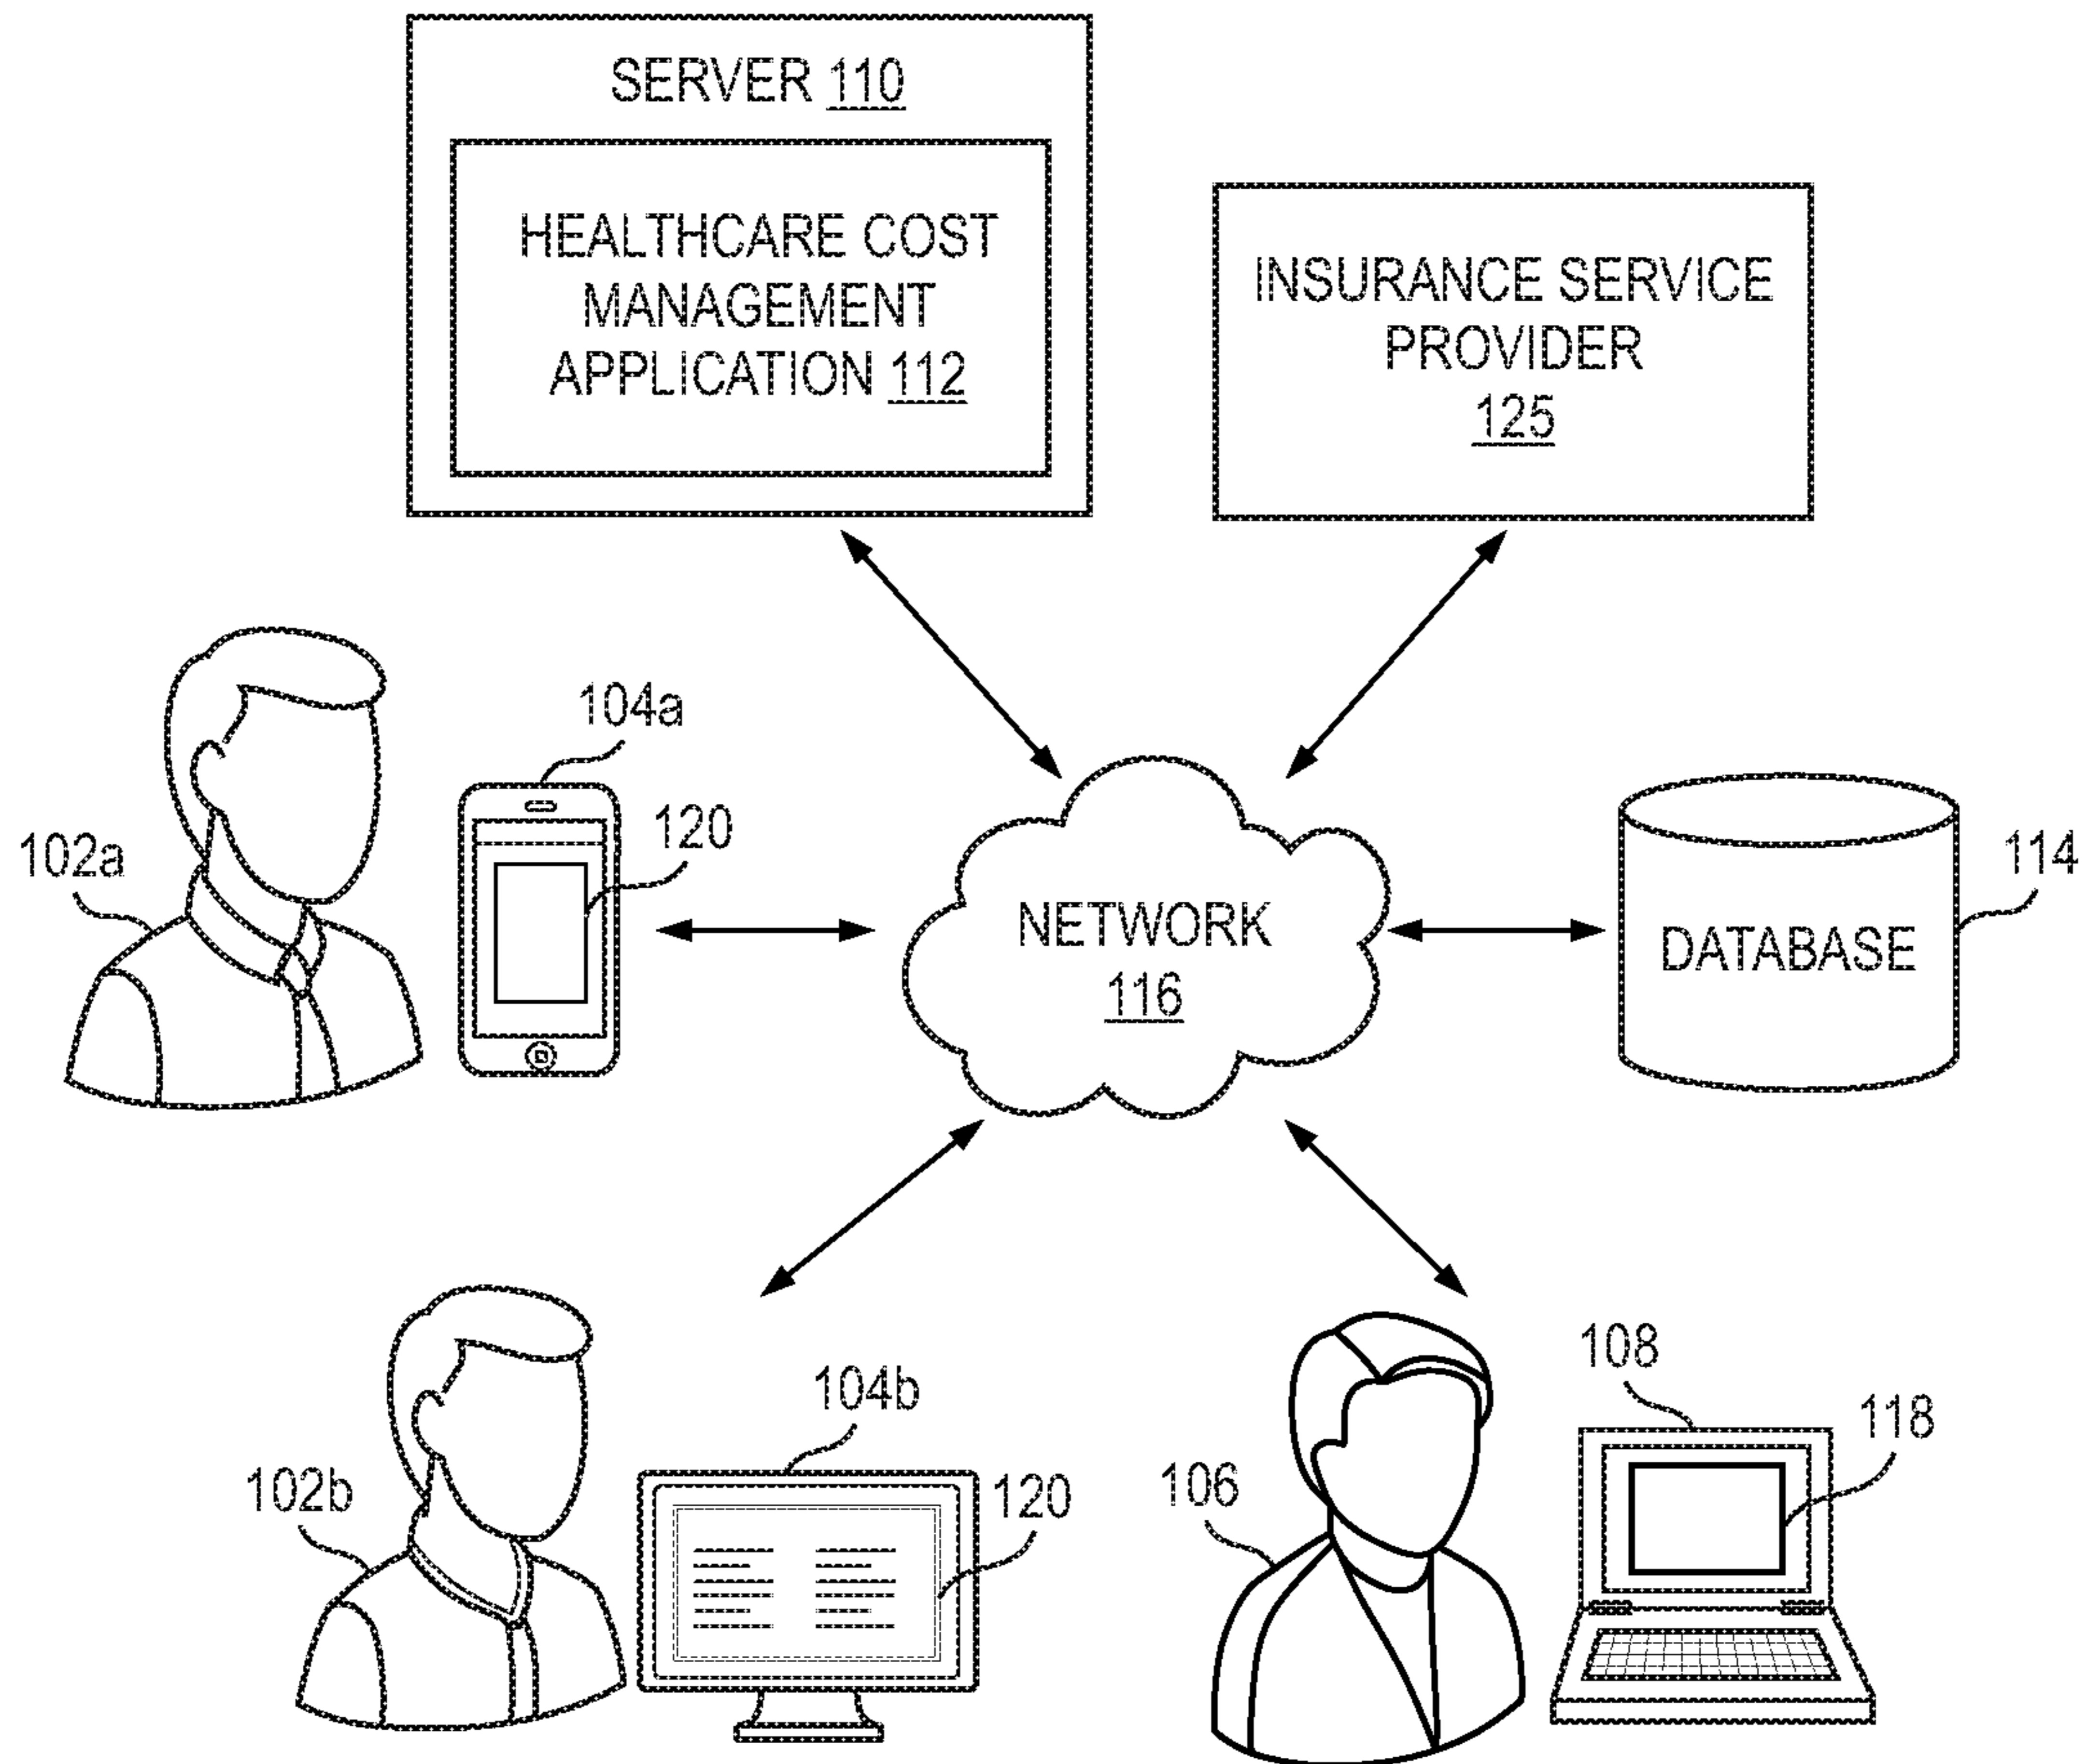 SERVER 110
HEALTHCARE COST
MANAGEMENT
APPLICATION 112
INSURANCE SERVICE
PROVIDER
125
104a
120
102a
NETWORK
116
DATABASE
114
104b
120
102b
108
118
106